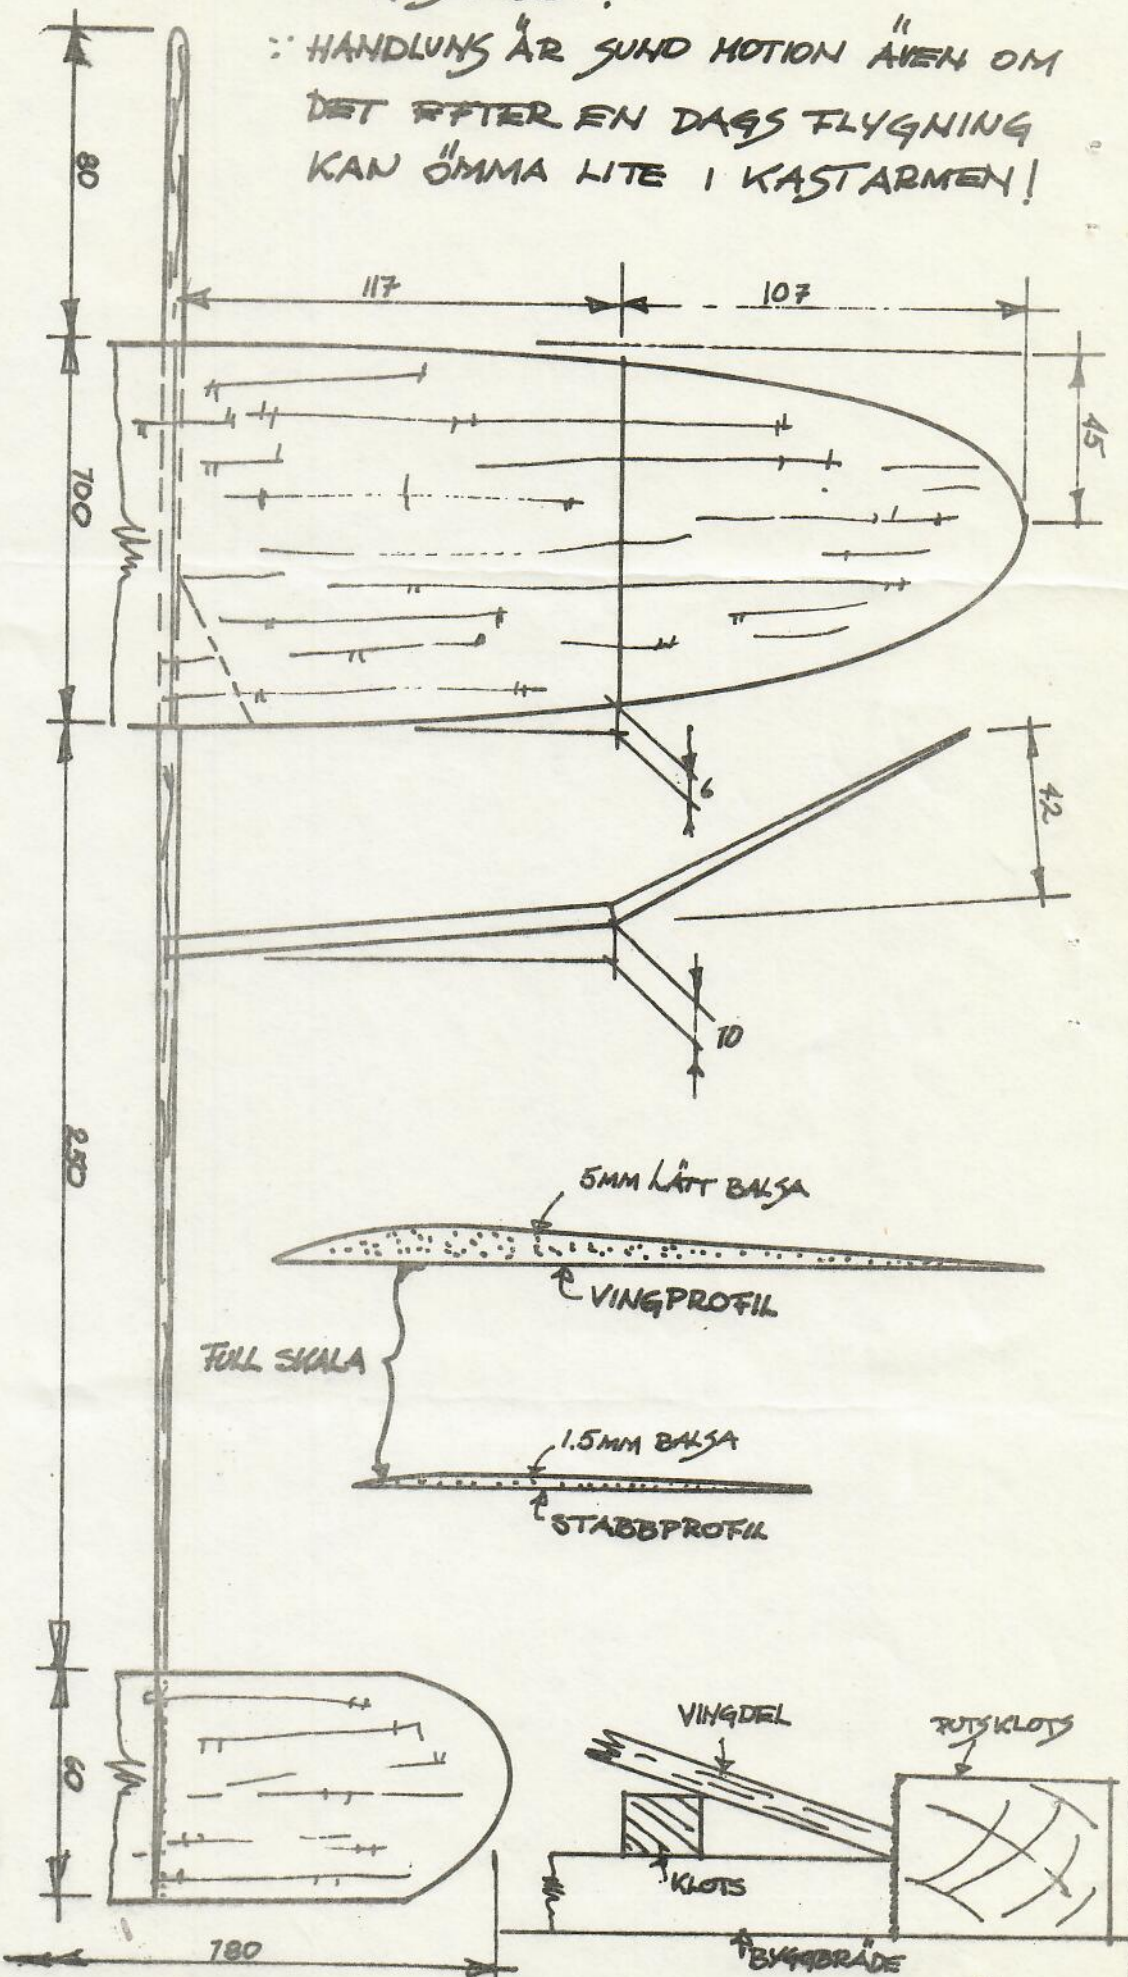 HANDLUNS ÄR SUND MOTION ÄVEN OM
DET EFTER EN DAGS FLYGNING
KAN ÖMMA LITE I KASTARMEN!
80
117
107
45
100
6
42
10
250
5MM LÄTT BALSA
VINGPROFIL
FULL SKALA
1.5MM BALSA
STABBPROFIL
60
VINGDEL
PUTSKLOTS
KLOTS
BYGGBRÄDE
180